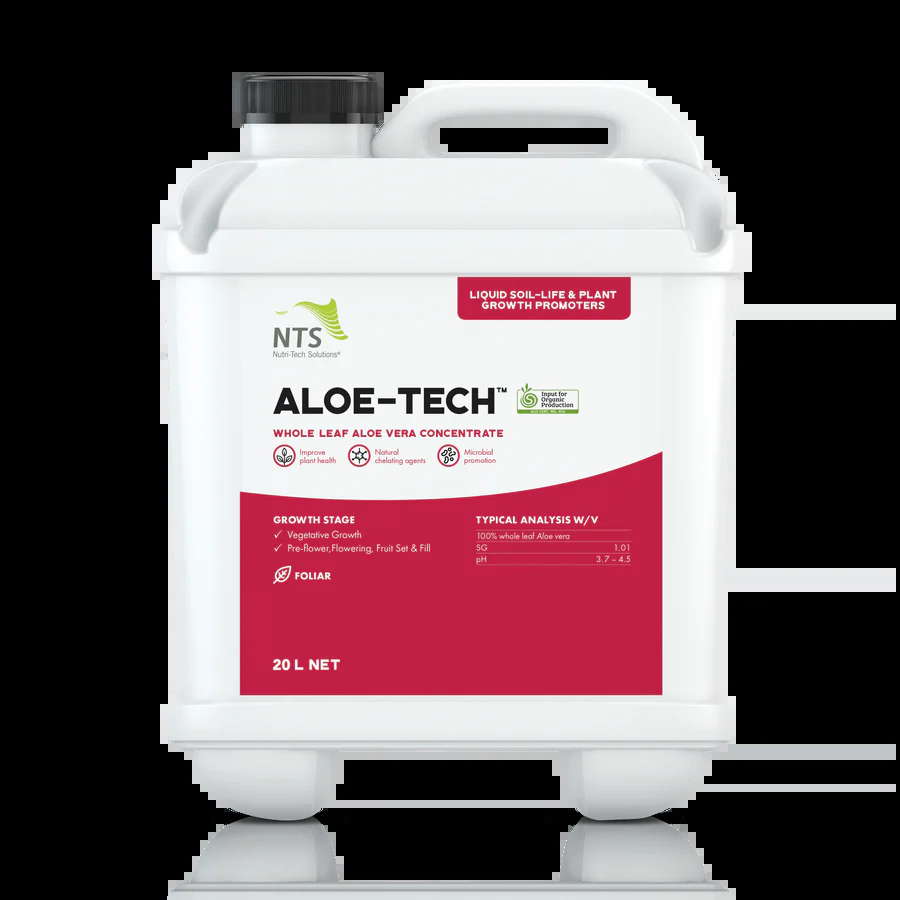 LIQUID SOIL-LIFE & PLANT
GROWTH PROMOTERS
NTS
Nutri-Tech Solutions®
ALOE-TECH™
Input for
Organic
Production
WHOLE LEAF ALOE VERA CONCENTRATE
Improve
plant health
Natural
chelating agents
Microbial
promotion
GROWTH STAGE
✓ Vegetative Growth
✓ Pre-flower,Flowering, Fruit Set & Fill
FOLIAR
TYPICAL ANALYSIS W/V
100% whole leaf Aloe vera
SG 1.01
pH 3.7 – 4.5
20 L NET